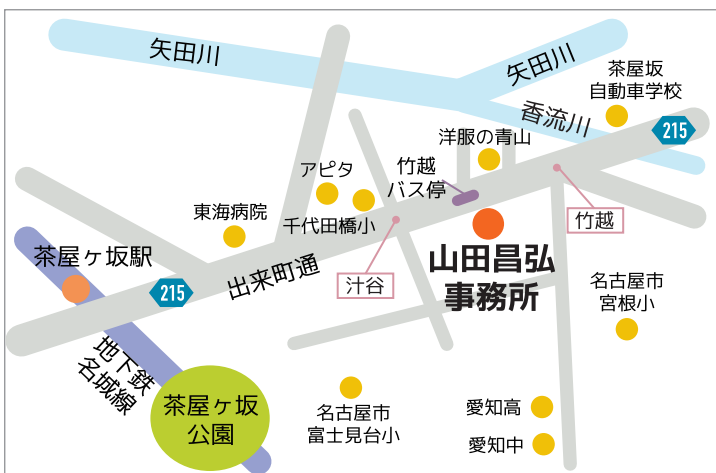 矢田川
矢田川
茶屋坂
自動車学校
香流川
215
洋服の青山
アピタ
竹越
バス停
東海病院
千代田橋小
竹越
茶屋ヶ坂駅
出来町通
汁谷
山田昌弘
事務所
215
名古屋市
宮根小
地下鉄
名城線
茶屋ヶ坂
公園
名古屋市
富士見台小
愛知高
愛知中